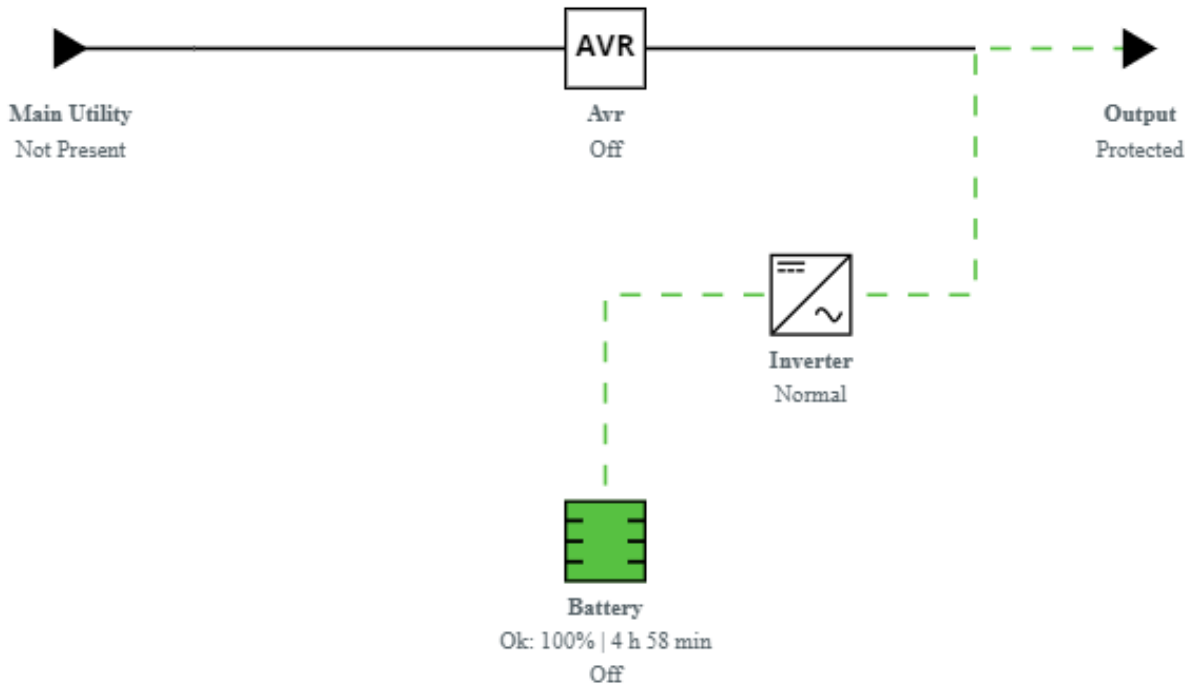 AVR
Main Utility
Not Present
Avr
Off
Output
Protected
Inverter
Normal
Battery
Ok: 100% | 4 h 58 min
Off